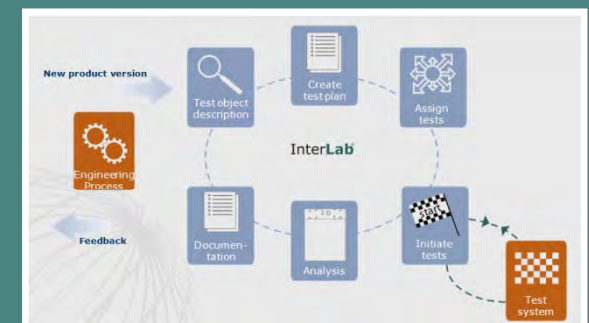 New product version
Test object
description
Create
test plan
Assign
tests
Engineering
Process
InterLab
Feedback
Documen-
tation
Analysis
start
Initiate
tests
Test
system